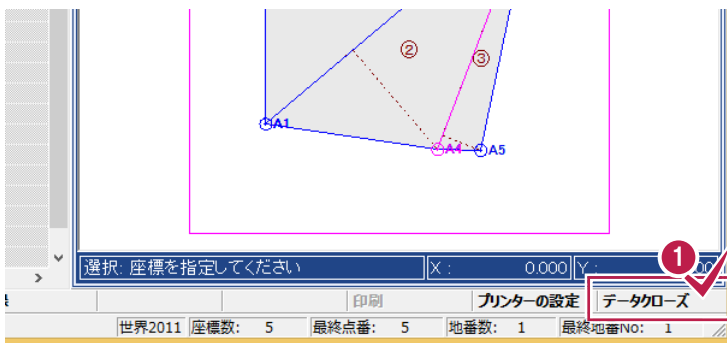 ②
③
A1
A4
A5
選択: 座標を指定してください X : 0.000 Y :
1
印刷 プリンターの設定 データクローズ
世界2011 座標数: 5 最終点番: 5 地番数: 1 最終地番No: 1